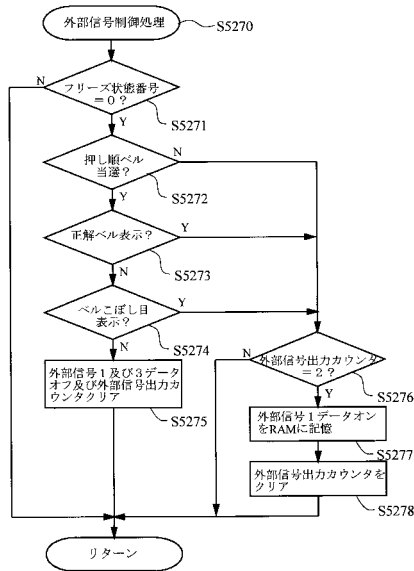 外部信号制御処理
S5270
フリーズ状態番号
＝０？
N
Y
S5271
押し順ベル
当選？
N
Y
S5272
正解ベル表示？
Y
N
S5273
ベルこぼし目
表示？
Y
N
S5274
外部信号１及び３データ
オフ及び外部信号出力カ
ウンタクリア
S5275
外部信号出力カウンタ
＝２？
N
Y
S5276
外部信号１データオン
をRAMに記憶
S5277
外部信号出力カウンタを
クリア
S5278
リターン